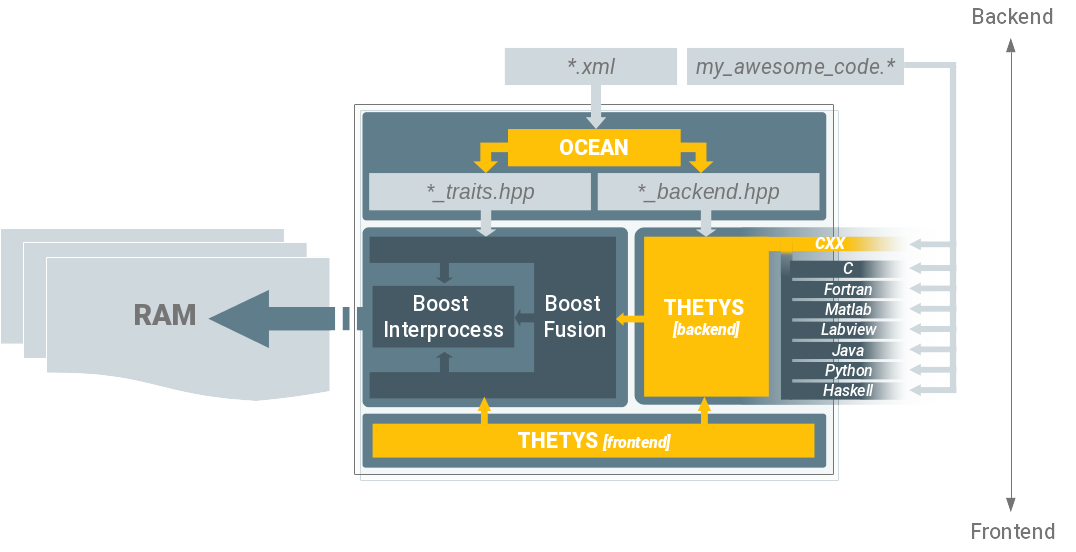 Backend
*.xml
my_awesome_code.*
OCEAN
*_traits.hpp
*_backend.hpp
CXX
C
Fortran
Matlab
Labview
Java
Python
Haskell
THETYS
[backend]
Boost
Fusion
Boost
Interprocess
RAM
THETYS [frontend]
Frontend